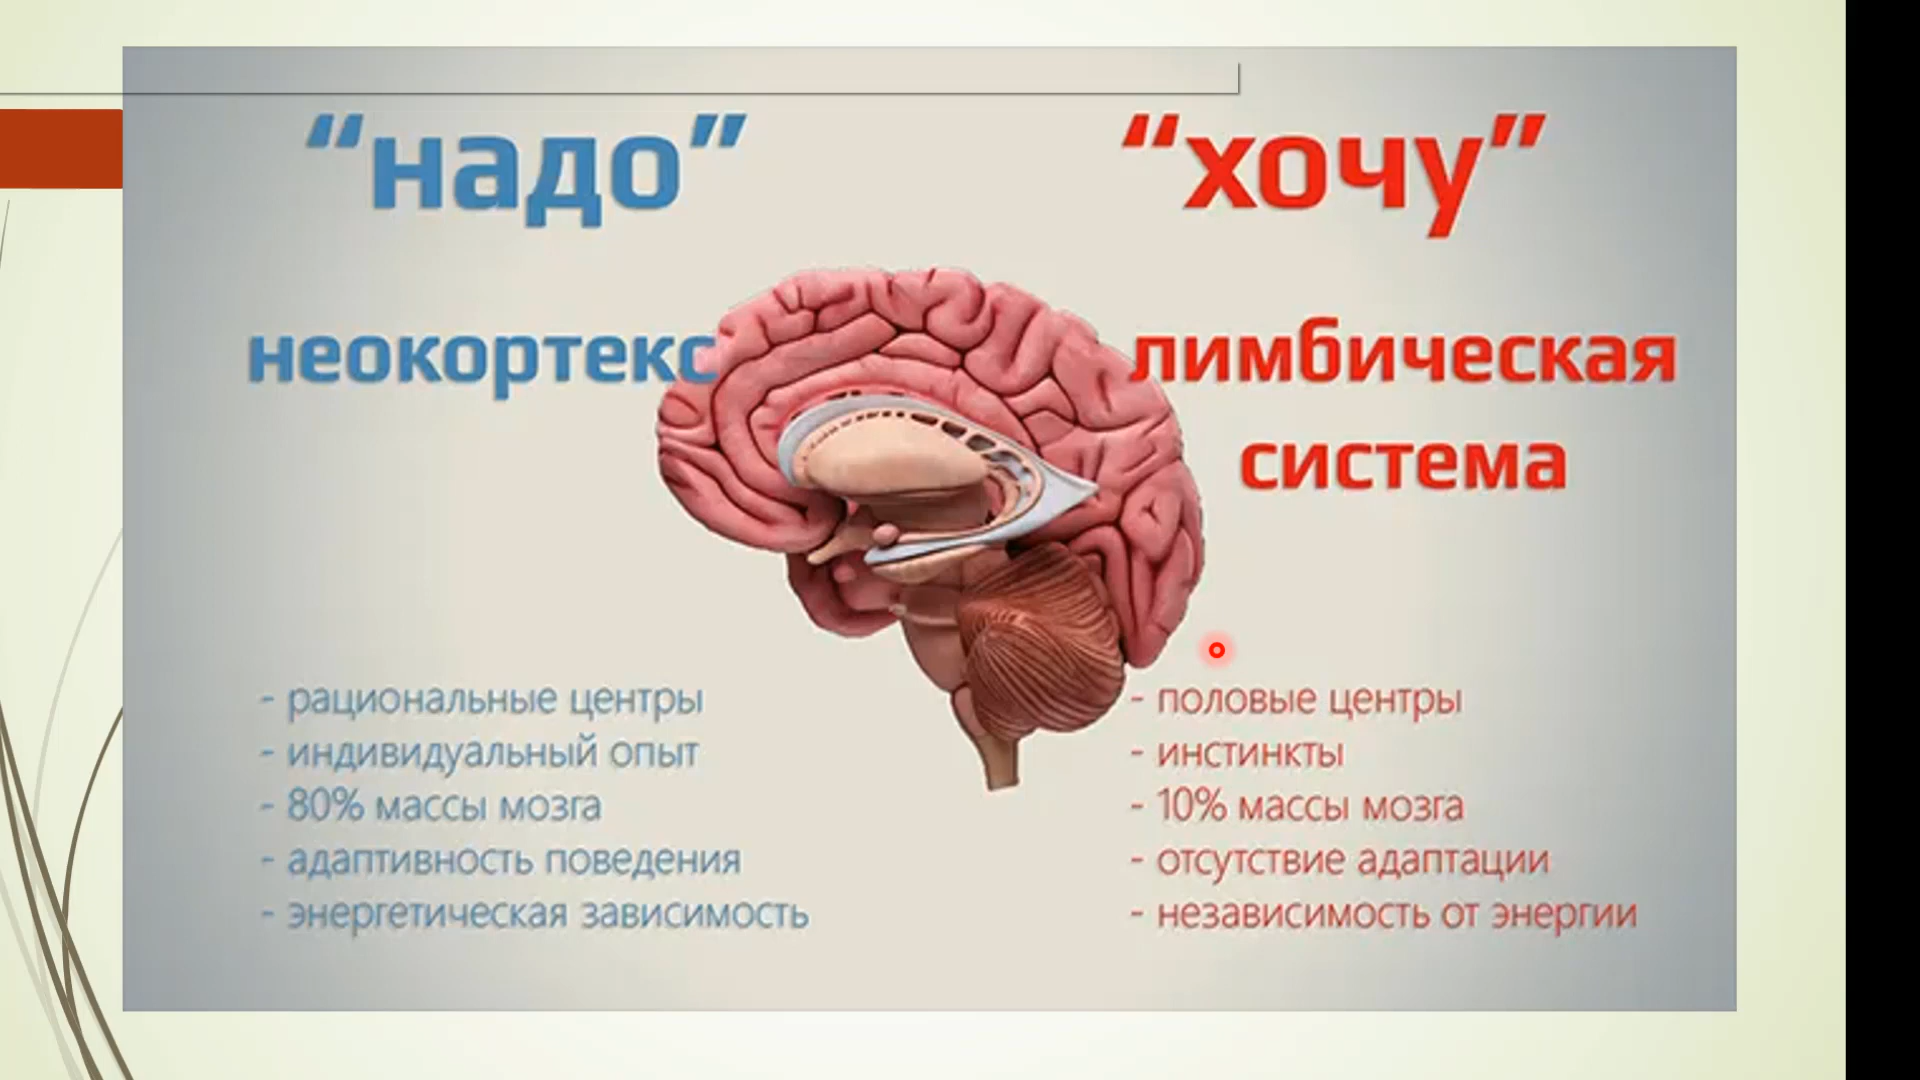 “надо”
неокортекс
- рациональные центры
- индивидуальный опыт
- 80% массы мозга
- адаптивность поведения
- энергетическая зависимость
“хочу”
лимбическая
система
- половые центры
- инстинкты
- 10% массы мозга
- отсутствие адаптации
- независимость от энергии